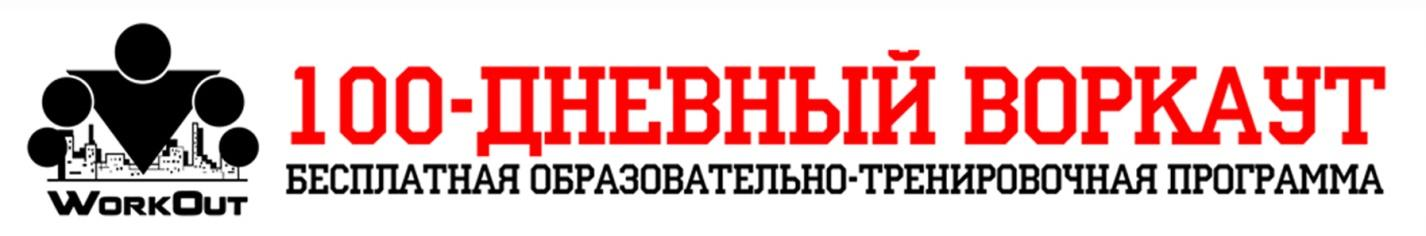 100-ДНЕВНЫЙ ВОРКАУТ
БЕСПЛАТНАЯ ОБРАЗОВАТЕЛЬНО-ТРЕНИРОВОЧНАЯ ПРОГРАММА
WORKOUT